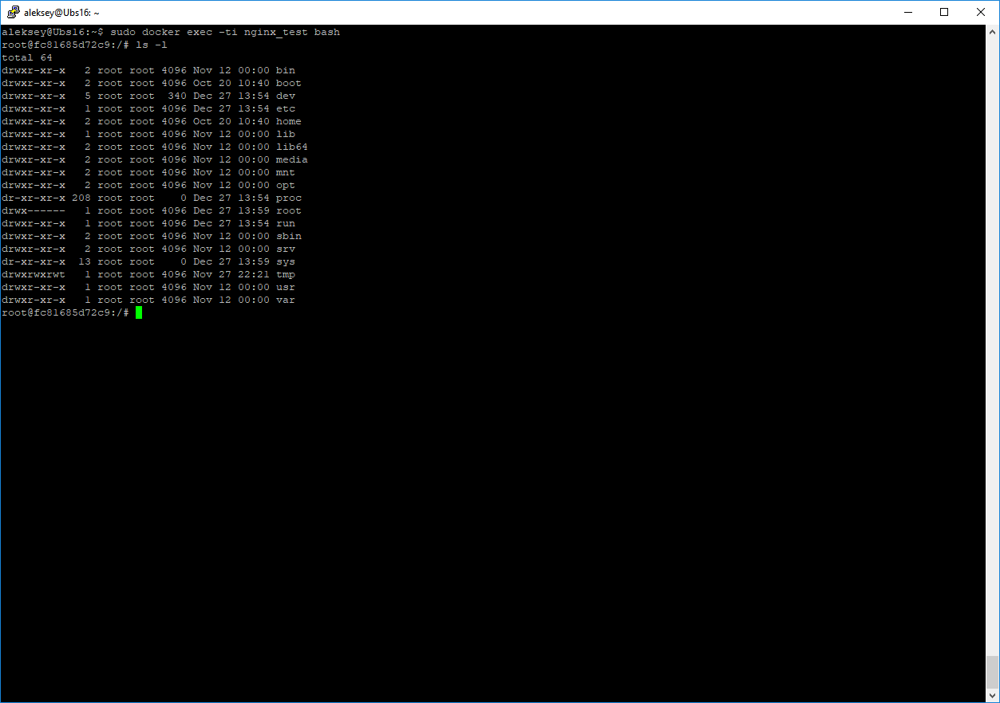 aleksey@Ubs16: ~
aleksey@Ubs16:~$ sudo docker exec -ti nginx_test bash
root@fc81685d72c9:/# ls -l
total 64
drwxr-xr-x   2 root root 4096 Nov 12 00:00 bin
drwxr-xr-x   2 root root 4096 Oct 20 10:40 boot
drwxr-xr-x   5 root root  340 Dec 27 13:54 dev
drwxr-xr-x   1 root root 4096 Dec 27 13:54 etc
drwxr-xr-x   2 root root 4096 Oct 20 10:40 home
drwxr-xr-x   1 root root 4096 Nov 12 00:00 lib
drwxr-xr-x   2 root root 4096 Nov 12 00:00 lib64
drwxr-xr-x   2 root root 4096 Nov 12 00:00 media
drwxr-xr-x   2 root root 4096 Nov 12 00:00 mnt
drwxr-xr-x   2 root root 4096 Nov 12 00:00 opt
dr-xr-xr-x 208 root root    0 Dec 27 13:54 proc
drwx------   1 root root 4096 Dec 27 13:59 root
drwxr-xr-x   1 root root 4096 Dec 27 13:54 run
drwxr-xr-x   2 root root 4096 Nov 12 00:00 sbin
drwxr-xr-x   2 root root 4096 Nov 12 00:00 srv
dr-xr-xr-x  13 root root    0 Dec 27 13:59 sys
drwxrwxrwt   1 root root 4096 Nov 27 22:21 tmp
drwxr-xr-x   1 root root 4096 Nov 12 00:00 usr
drwxr-xr-x   1 root root 4096 Nov 12 00:00 var
root@fc81685d72c9:/#